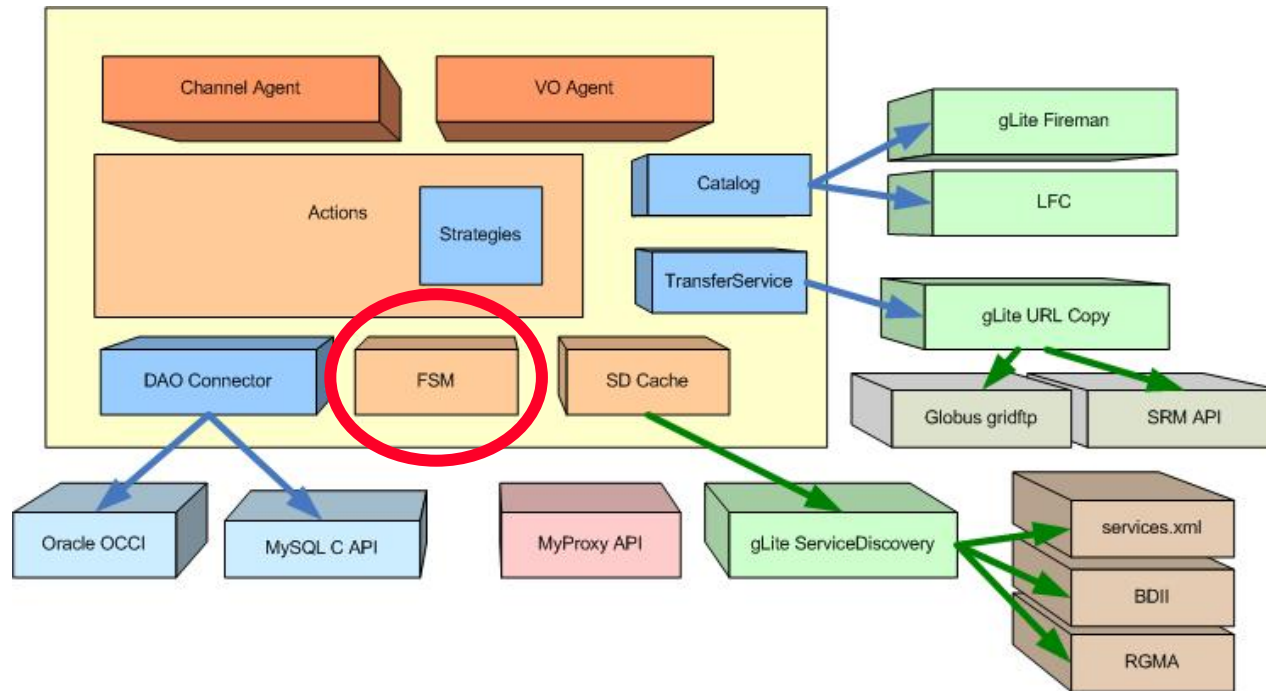 Channel Agent
VO Agent
gLite Fireman
Catalog
LFC
Actions
Strategies
TransferService
gLite URL Copy
DAO Connector
FSM
SD Cache
Globus gridftp
SRM API
Oracle OCCI
MySQL C API
MyProxy API
gLite ServiceDiscovery
services.xml
BDII
RGMA